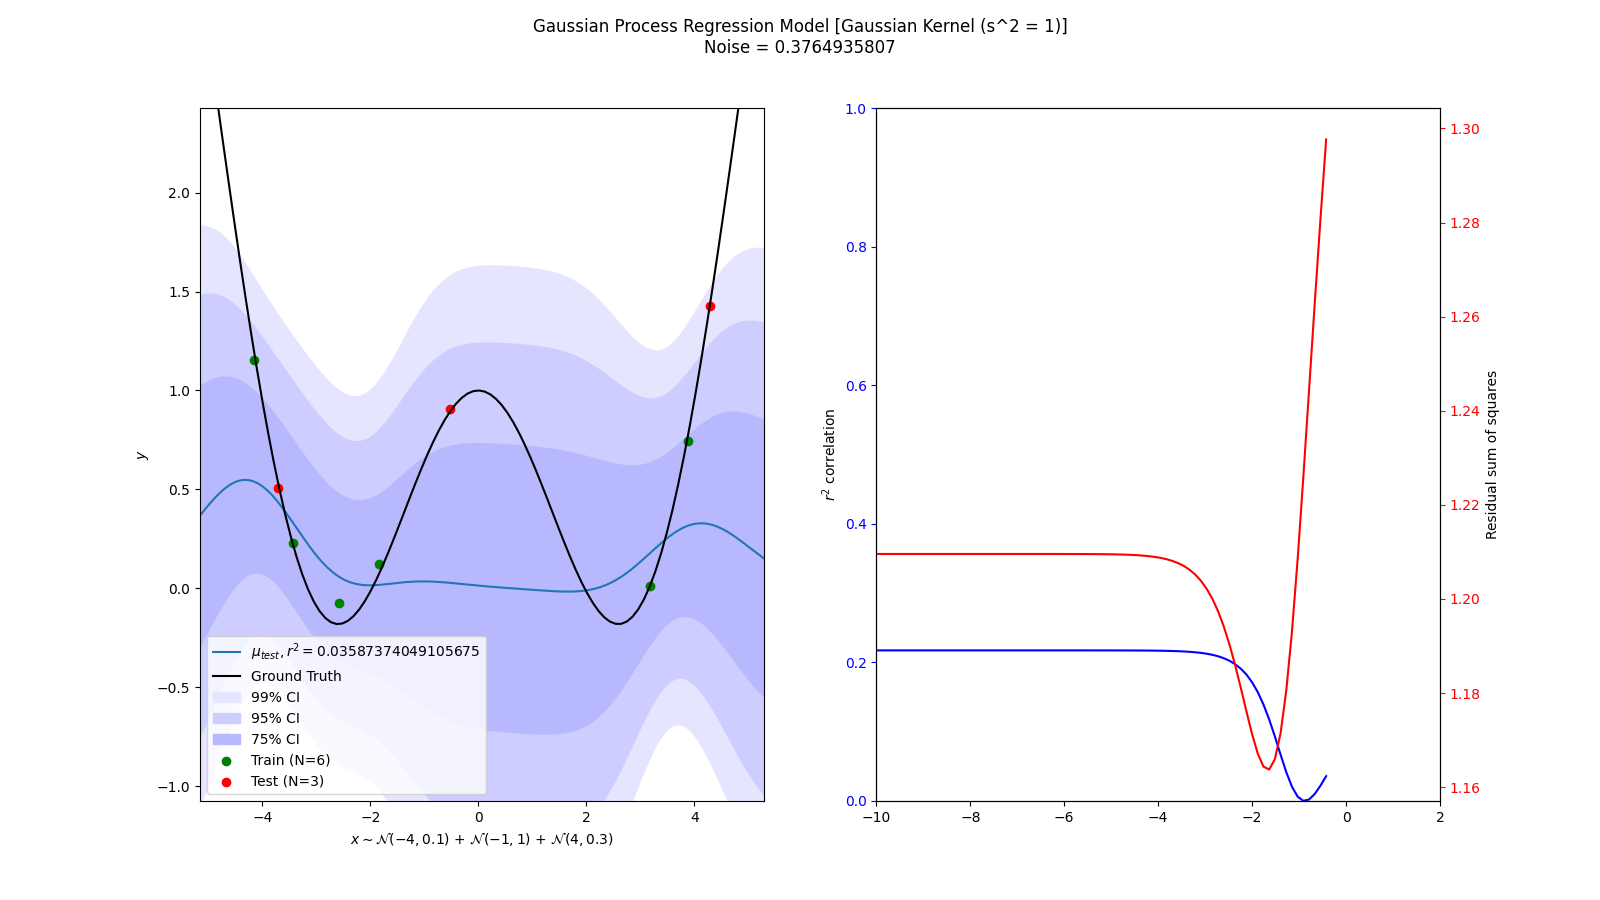 Gaussian Process Regression Model [Gaussian Kernel (s^2 = 1)]
Noise = 0.3764935807
2.0
1.5
1.0
0.5
0.0
−0.5
−1.0
y
−4
−2
0
2
4
x ∼ 𝒩(−4, 0.1) + 𝒩(−1, 1) + 𝒩(4, 0.3)
μ_test, r² = 0.03587374049105675
Ground Truth
99% CI
95% CI
75% CI
Train (N=6)
Test (N=3)
1.0
0.8
0.6
0.4
0.2
0.0
r² correlation
−10
−8
−6
−4
−2
0
2
1.30
1.28
1.26
1.24
1.22
1.20
1.18
1.16
Residual sum of squares